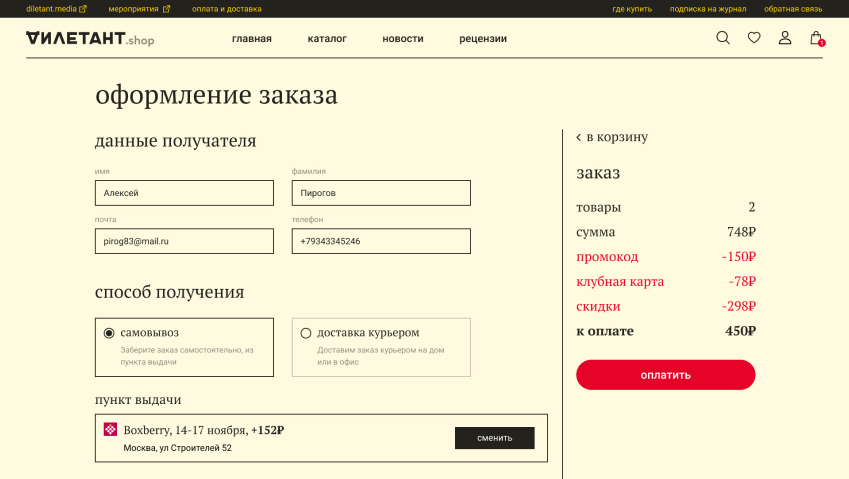 diletant.media мероприятия оплата и доставка где купить подписка на журнал обратная связь
ДИЛЕТАНТ.shop главная каталог новости рецензии
1
оформление заказа
данные получателя
имя фамилия
Алексей Пирогов
почта телефон
pirog83@mail.ru +79343345246
способ получения
самовывоз доставка курьером
Заберите заказ самостоятельно, из Доставим заказ курьером на дом
пункта выдачи или в офис
пункт выдачи
Boxberry, 14-17 ноября, +152₽
Москва, ул Строителей 52
сменить
в корзину
заказ
товары 2
сумма 748₽
промокод -150₽
клубная карта -78₽
скидки -298₽
к оплате 450₽
оплатить